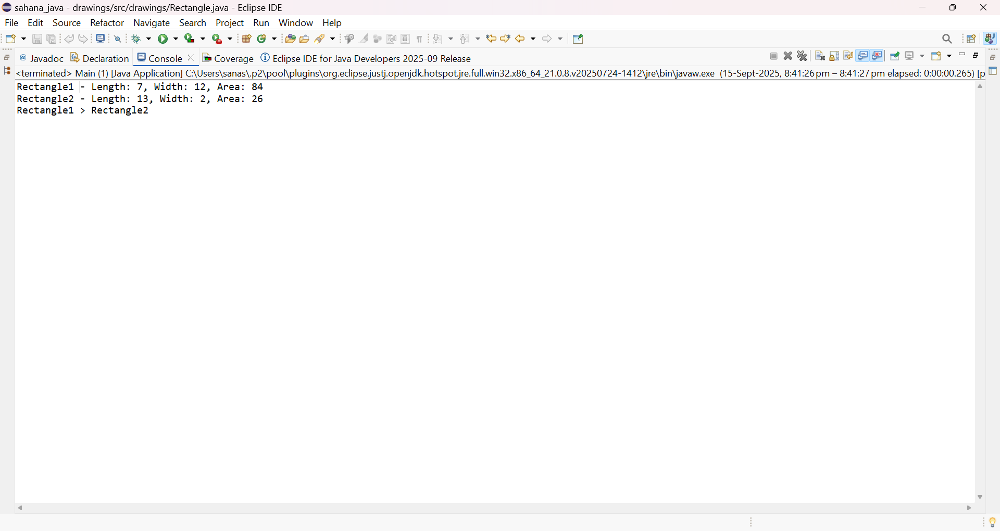 sahana_java - drawings/src/drawings/Rectangle.java - Eclipse IDE
File Edit Source Refactor Navigate Search Project Run Window Help
@ Javadoc Declaration Console Coverage Eclipse IDE for Java Developers 2025-09 Release
<terminated> Main (1) [Java Application] C:\Users\sanas\.p2\pool\plugins\org.eclipse.justj.openjdk.hotspot.jre.full.win32.x86_64_21.0.8.v20250724-1412\jre\bin\javaw.exe (15-Sept-2025, 8:41:26 pm – 8:41:27 pm elapsed: 0:00:00.265) [p
Rectangle1 - Length: 7, Width: 12, Area: 84
Rectangle2 - Length: 13, Width: 2, Area: 26
Rectangle1 > Rectangle2